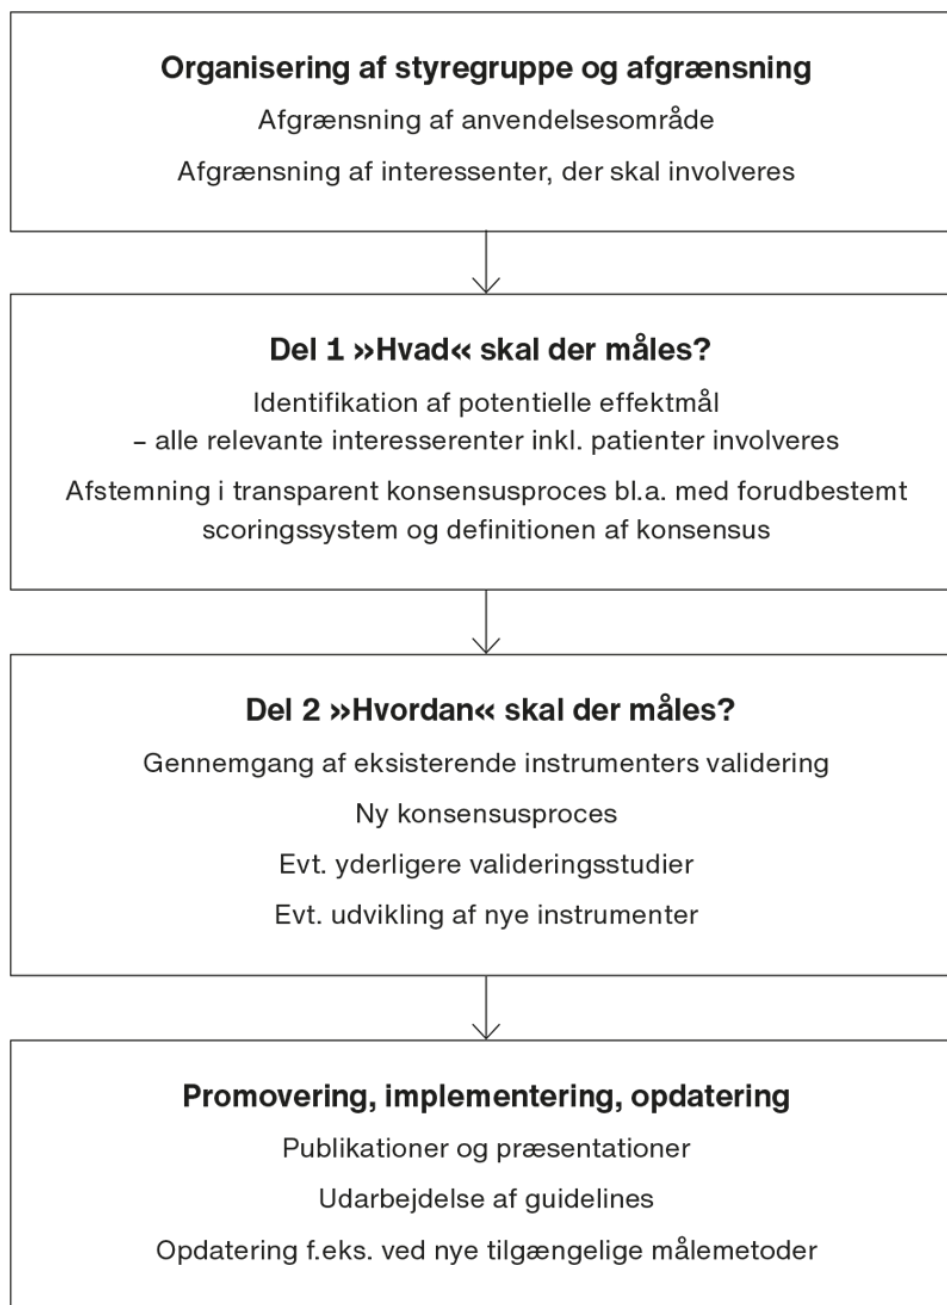 Organisering af styregruppe og afgrænsning
Afgrænsning af anvendelsesområde
Afgrænsning af interessenter, der skal involveres
Del 1 »Hvad« skal der måles?
Identifikation af potentielle effektmål
– alle relevante interesserenter inkl. patienter involveres
Afstemning i transparent konsensusproces bl.a. med forudbestemt
scoringssystem og definitionen af konsensus
Del 2 »Hvordan« skal der måles?
Gennemgang af eksisterende instrumenters validering
Ny konsensusproces
Evt. yderligere valideringsstudier
Evt. udvikling af nye instrumenter
Promovering, implementering, opdatering
Publikationer og præsentationer
Udarbejdelse af guidelines
Opdatering f.eks. ved nye tilgængelige målemetoder